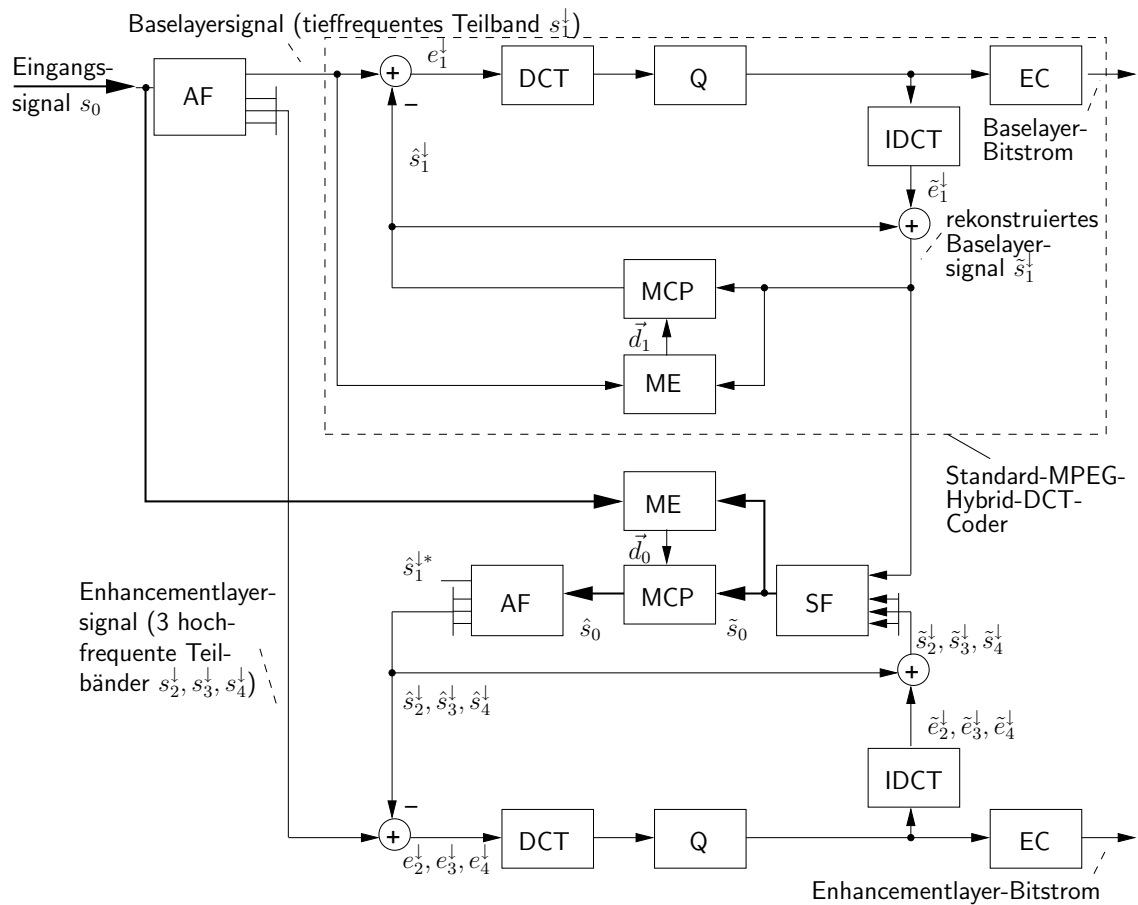 Baselayersignal (tieffrequentes Teilband s₁↓)
Eingangs-
signal s₀
AF
+
−
e₁↓
DCT
Q
EC
Baselayer-
Bitstrom
IDCT
ŝ₁↓
ẽ₁↓
+
rekonstruiertes
Baselayer-
signal s̃₁↓
MCP
d⃗₁
ME
Standard-MPEG-
Hybrid-DCT-
Coder
ME
d⃗₀
ŝ₁↓*
AF
ŝ₀
MCP
s̃₀
SF
Enhancementlayer-
signal (3 hoch-
frequente Teil-
bänder s₂↓, s₃↓, s₄↓)
s̃₂↓, s̃₃↓, s̃₄↓
+
ŝ₂↓, ŝ₃↓, ŝ₄↓
ẽ₂↓, ẽ₃↓, ẽ₄↓
IDCT
−
+
e₂↓, e₃↓, e₄↓
DCT
Q
EC
Enhancementlayer-Bitstrom